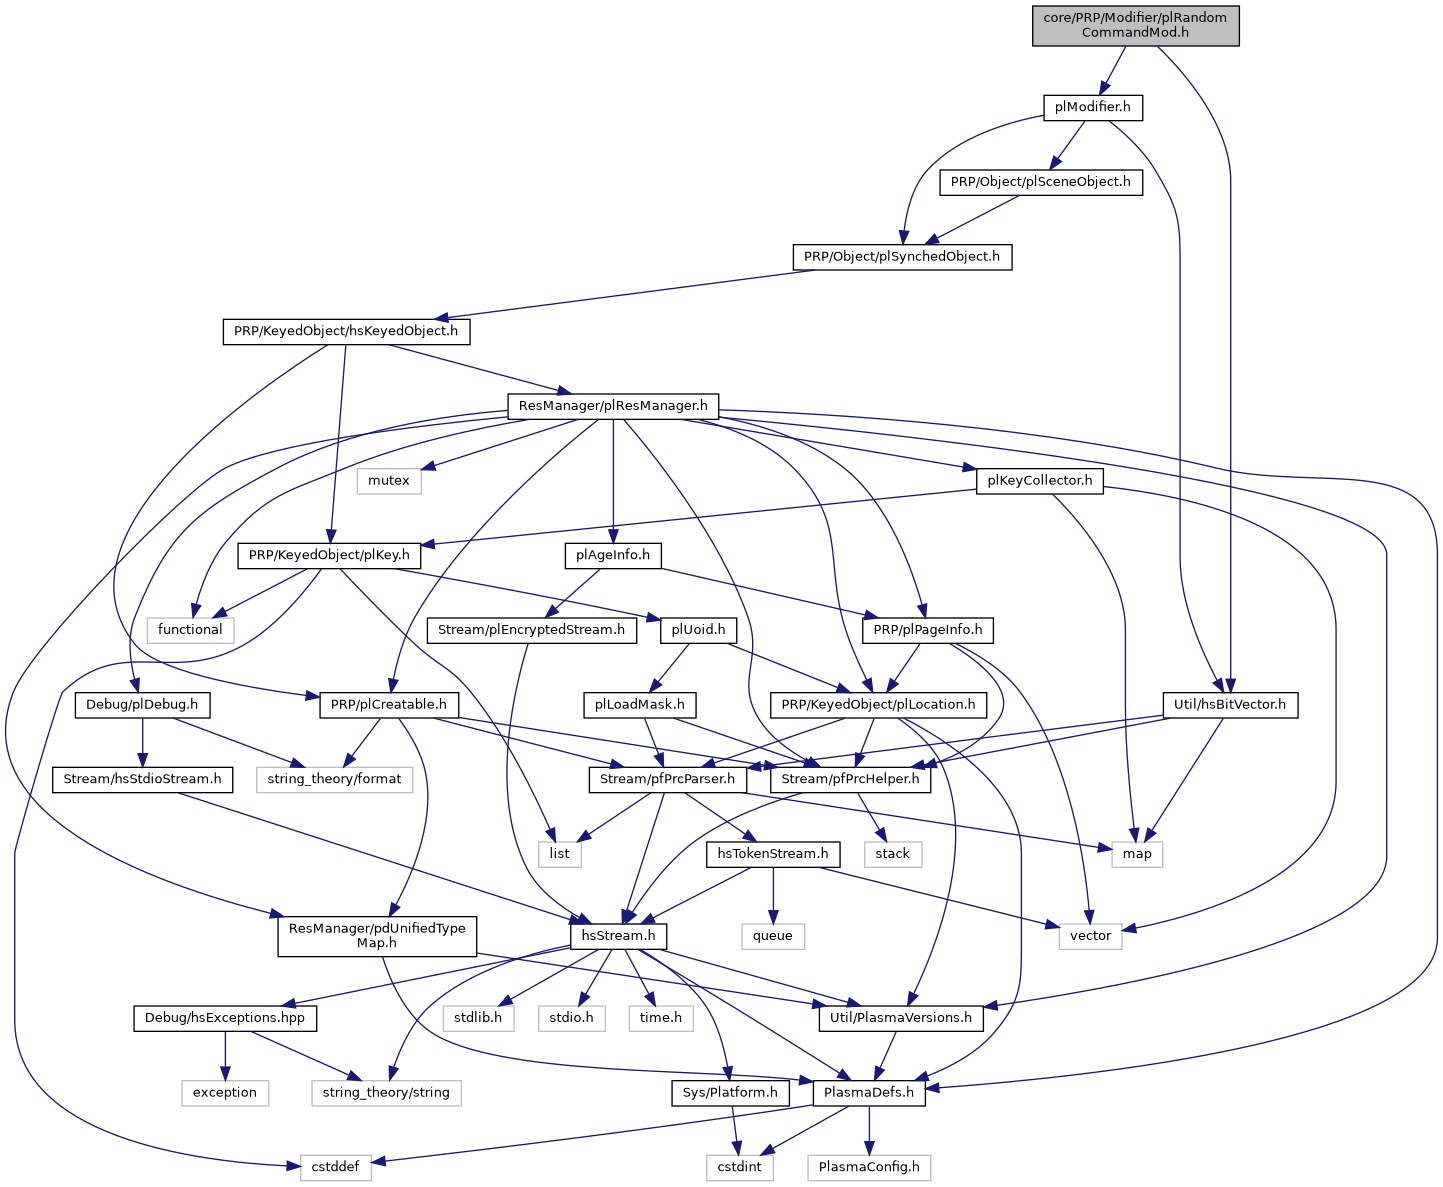 core/PRP/Modifier/plRandom
CommandMod.h
plModifier.h
PRP/Object/plSceneObject.h
PRP/Object/plSynchedObject.h
PRP/KeyedObject/hsKeyedObject.h
ResManager/plResManager.h
mutex
plKeyCollector.h
PRP/KeyedObject/plKey.h
plAgeInfo.h
functional
Stream/plEncryptedStream.h
plUoid.h
PRP/plPageInfo.h
Debug/plDebug.h
PRP/plCreatable.h
plLoadMask.h
PRP/KeyedObject/plLocation.h
Util/hsBitVector.h
Stream/hsStdioStream.h
string_theory/format
Stream/pfPrcParser.h
Stream/pfPrcHelper.h
list
hsTokenStream.h
stack
map
ResManager/pdUnifiedType
Map.h
hsStream.h
queue
vector
Debug/hsExceptions.hpp
stdlib.h
stdio.h
time.h
Util/PlasmaVersions.h
exception
string_theory/string
Sys/Platform.h
PlasmaDefs.h
cstddef
cstdint
PlasmaConfig.h